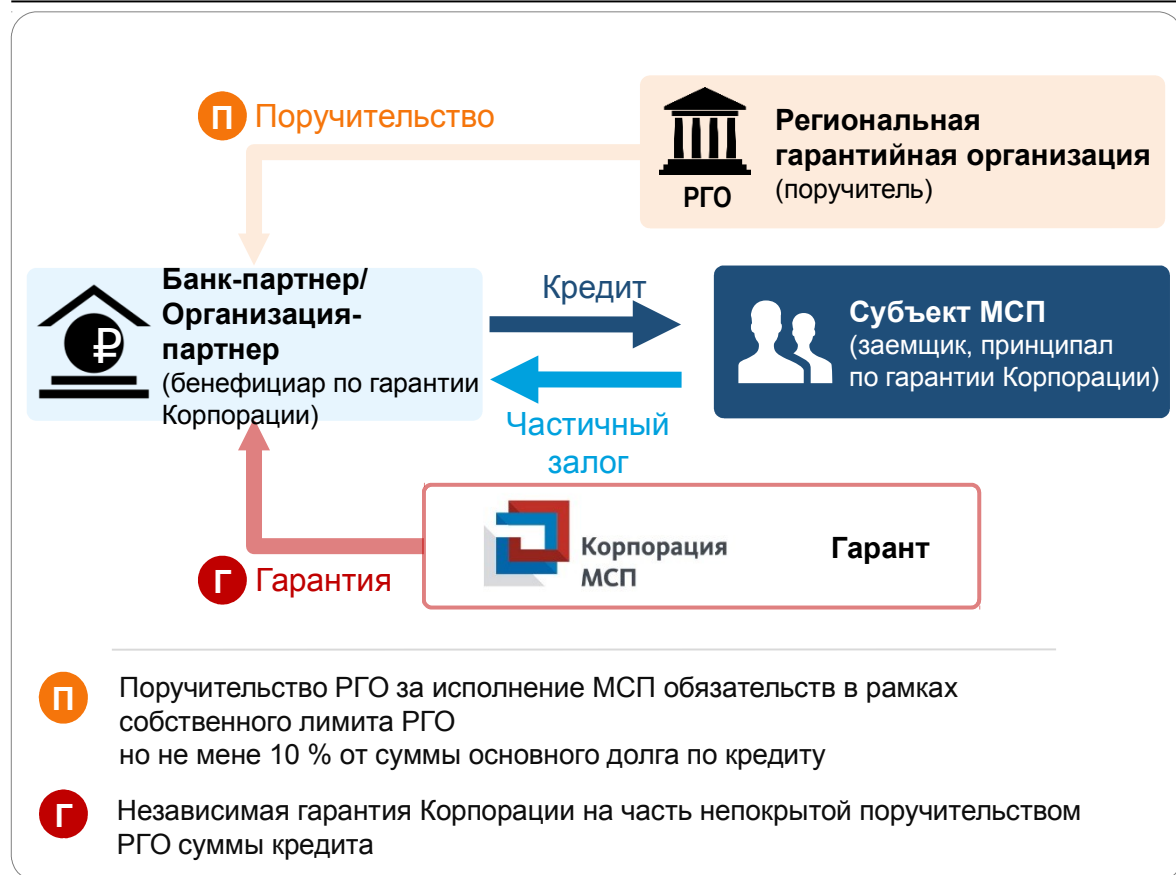 П Поручительство
РГО
Региональная
гарантийная организация
(поручитель)
Банк-партнер/
Организация-
партнер
(бенефициар по гарантии
Корпорации)
₽
Кредит
Частичный
залог
Субъект МСП
(заемщик, принципал
по гарантии Корпорации)
Корпорация
МСП
Гарант
Г Гарантия
П Поручительство РГО за исполнение МСП обязательств в рамках
собственного лимита РГО
но не мене 10 % от суммы основного долга по кредиту
Г Независимая гарантия Корпорации на часть непокрытой поручительством
РГО суммы кредита